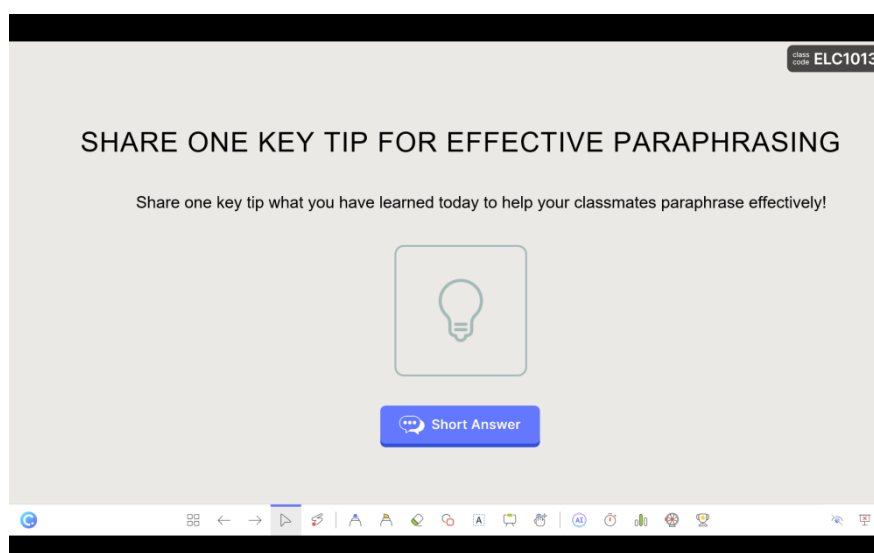 class code ELC1013
SHARE ONE KEY TIP FOR EFFECTIVE PARAPHRASING
Share one key tip what you have learned today to help your classmates paraphrase effectively!
Short Answer
A
AI